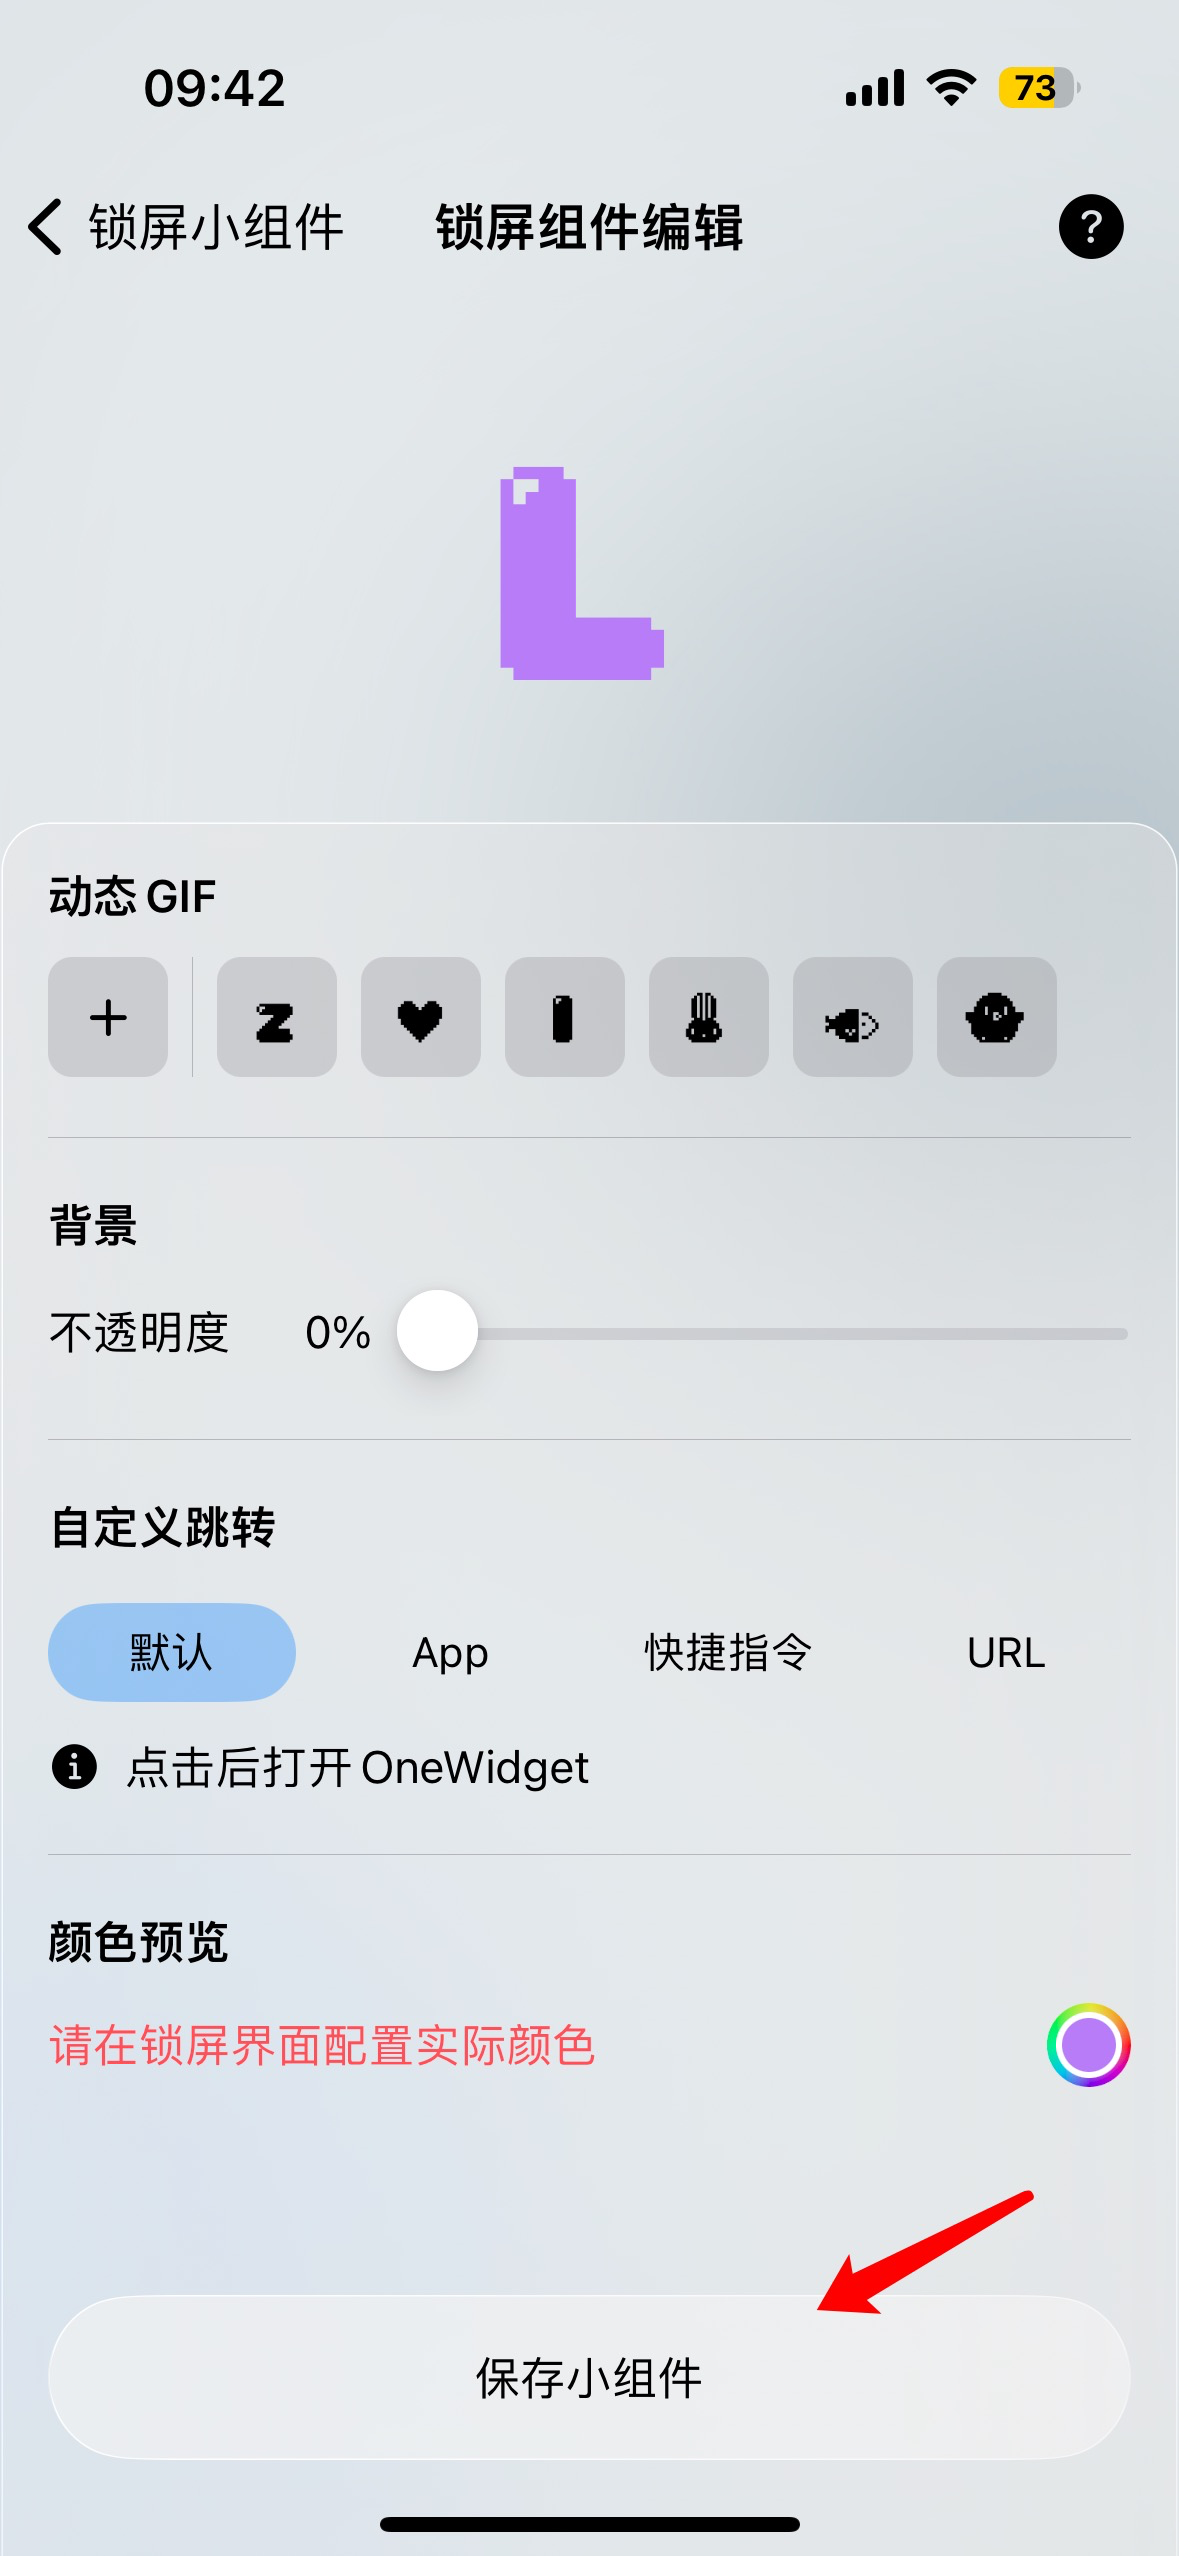 09:42
73
锁屏小组件
锁屏组件编辑
?
L
动态 GIF
Z
背景
不透明度 0%
自定义跳转
默认 App 快捷指令 URL
点击后打开 OneWidget
颜色预览
请在锁屏界面配置实际颜色
保存小组件